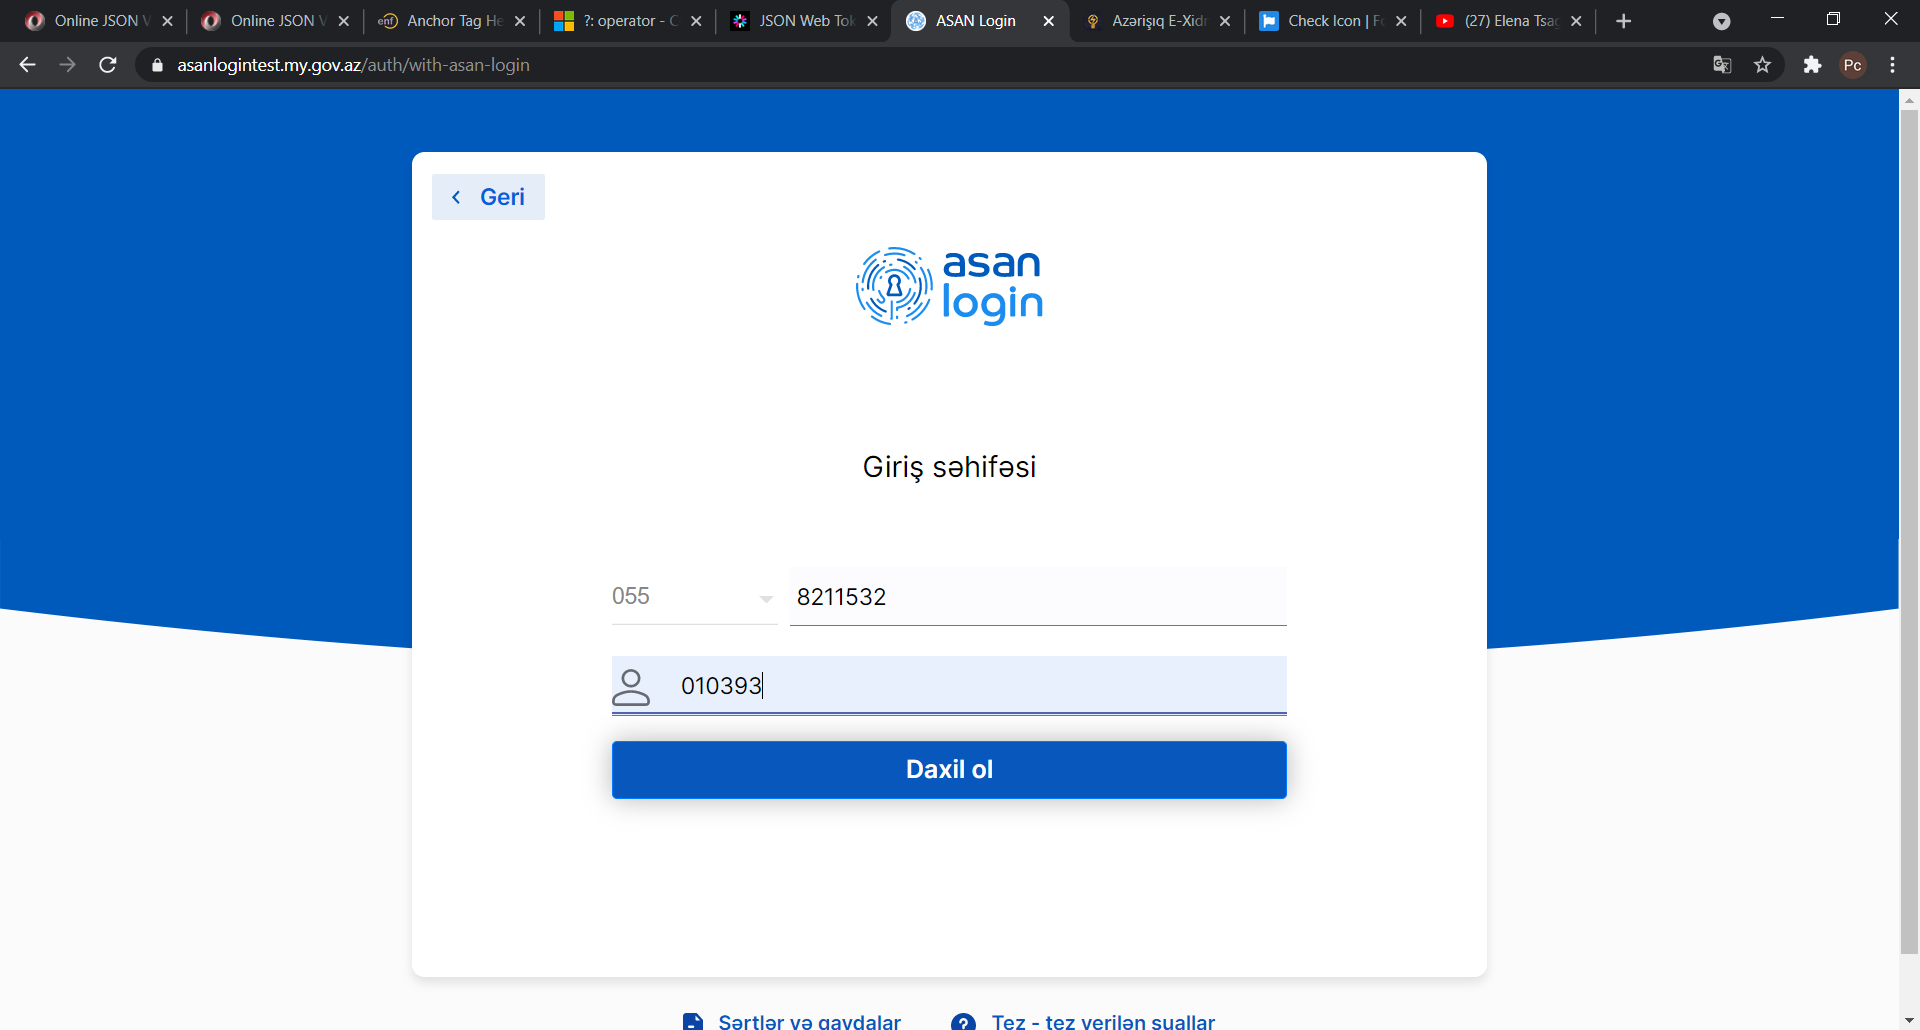 Online JSON V
Online JSON V
Anchor Tag He
?: operator - C
JSON Web Tok
ASAN Login
Azərişıq E-Xidr
Check Icon | Fo
(27) Elena Tsag
asanlogintest.my.gov.az/auth/with-asan-login
Pc
Geri
asan
login
Giriş səhifəsi
055
8211532
010393
Daxil ol
Şərtlər və qaydalar
Tez - tez verilən suallar